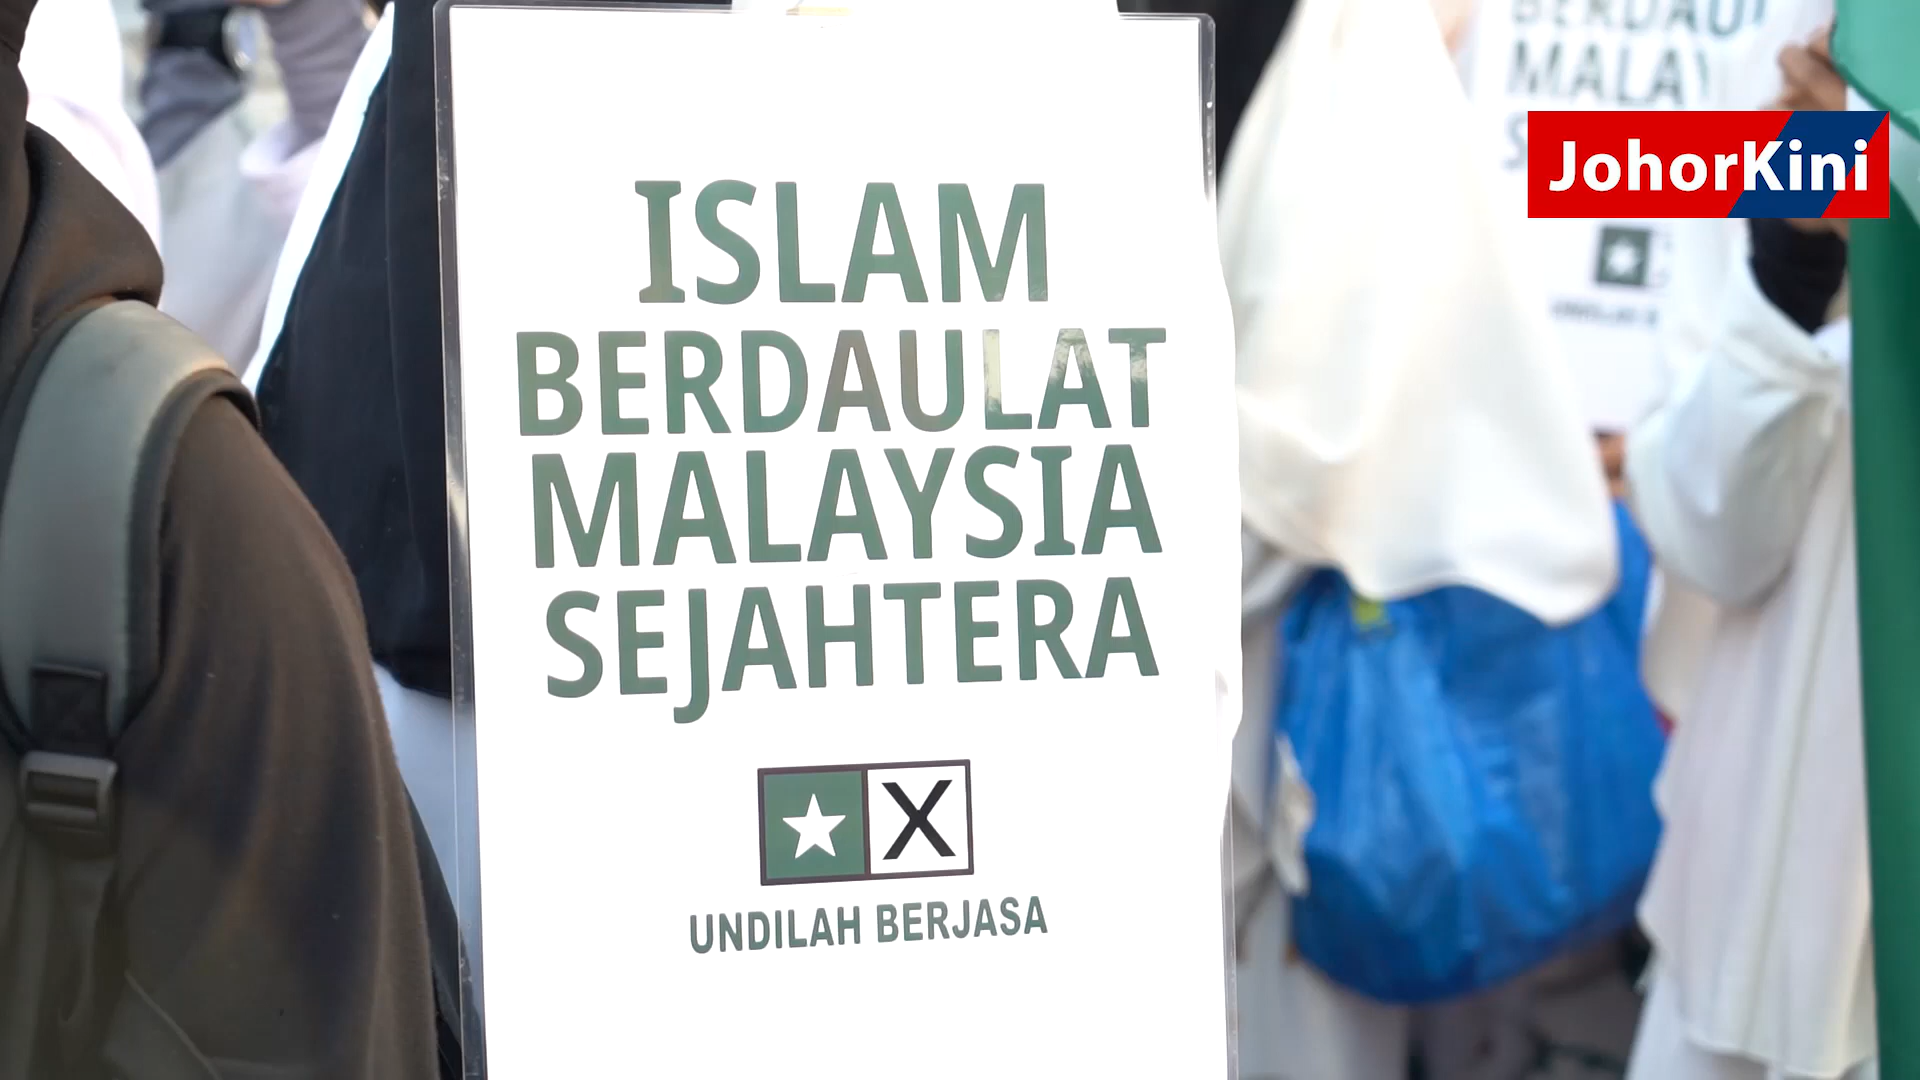 ISLAM
BERDAULAT
MALAYSIA
SEJAHTERA
X
UNDILAH BERJASA
JohorKini